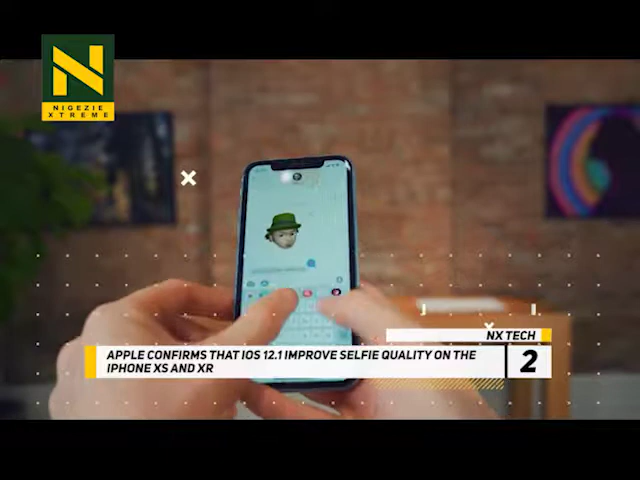 N
NIGEZIE
XTREME
NX TECH
APPLE CONFIRMS THAT IOS 12.1 IMPROVE SELFIE QUALITY ON THE
IPHONE XS AND XR
2